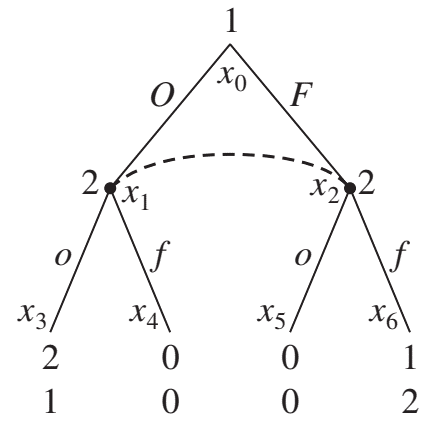 1
x₀
O F
2 x₁ x₂ 2
o f o f
x₃ x₄ x₅ x₆
2 0 0 1
1 0 0 2